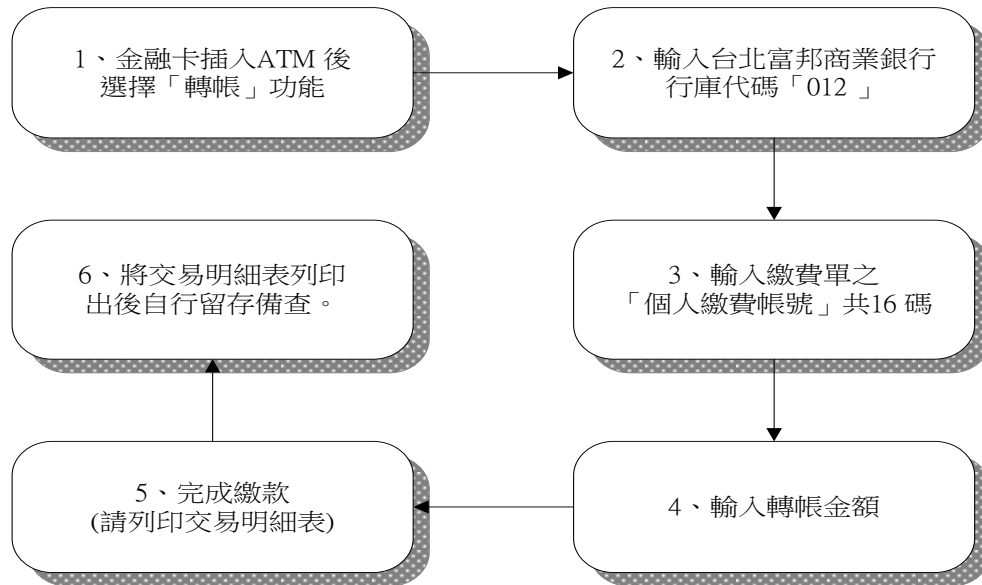 1、金融卡插入ATM 後
選擇「轉帳」功能
2、輸入台北富邦商業銀行
行庫代碼「012 」
3、輸入繳費單之
「個人繳費帳號」共16 碼
4、輸入轉帳金額
5、完成繳款
(請列印交易明細表)
6、將交易明細表列印
出後自行留存備查。